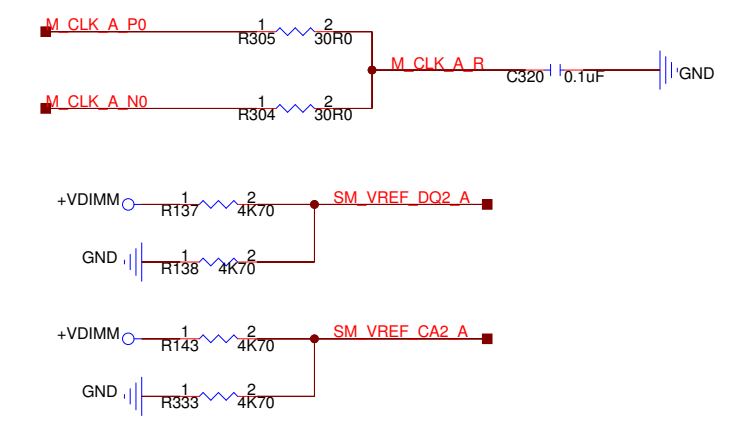 M_CLK_A_P0
1 2
R305 30R0
M_CLK_A_R
C320 0.1uF GND
M_CLK_A_N0
1 2
R304 30R0
+VDIMM 1 2 SM_VREF_DQ2_A
R137 4K70
GND 1 2
R138 4K70
+VDIMM 1 2 SM_VREF_CA2_A
R143 4K70
GND 1 2
R333 4K70